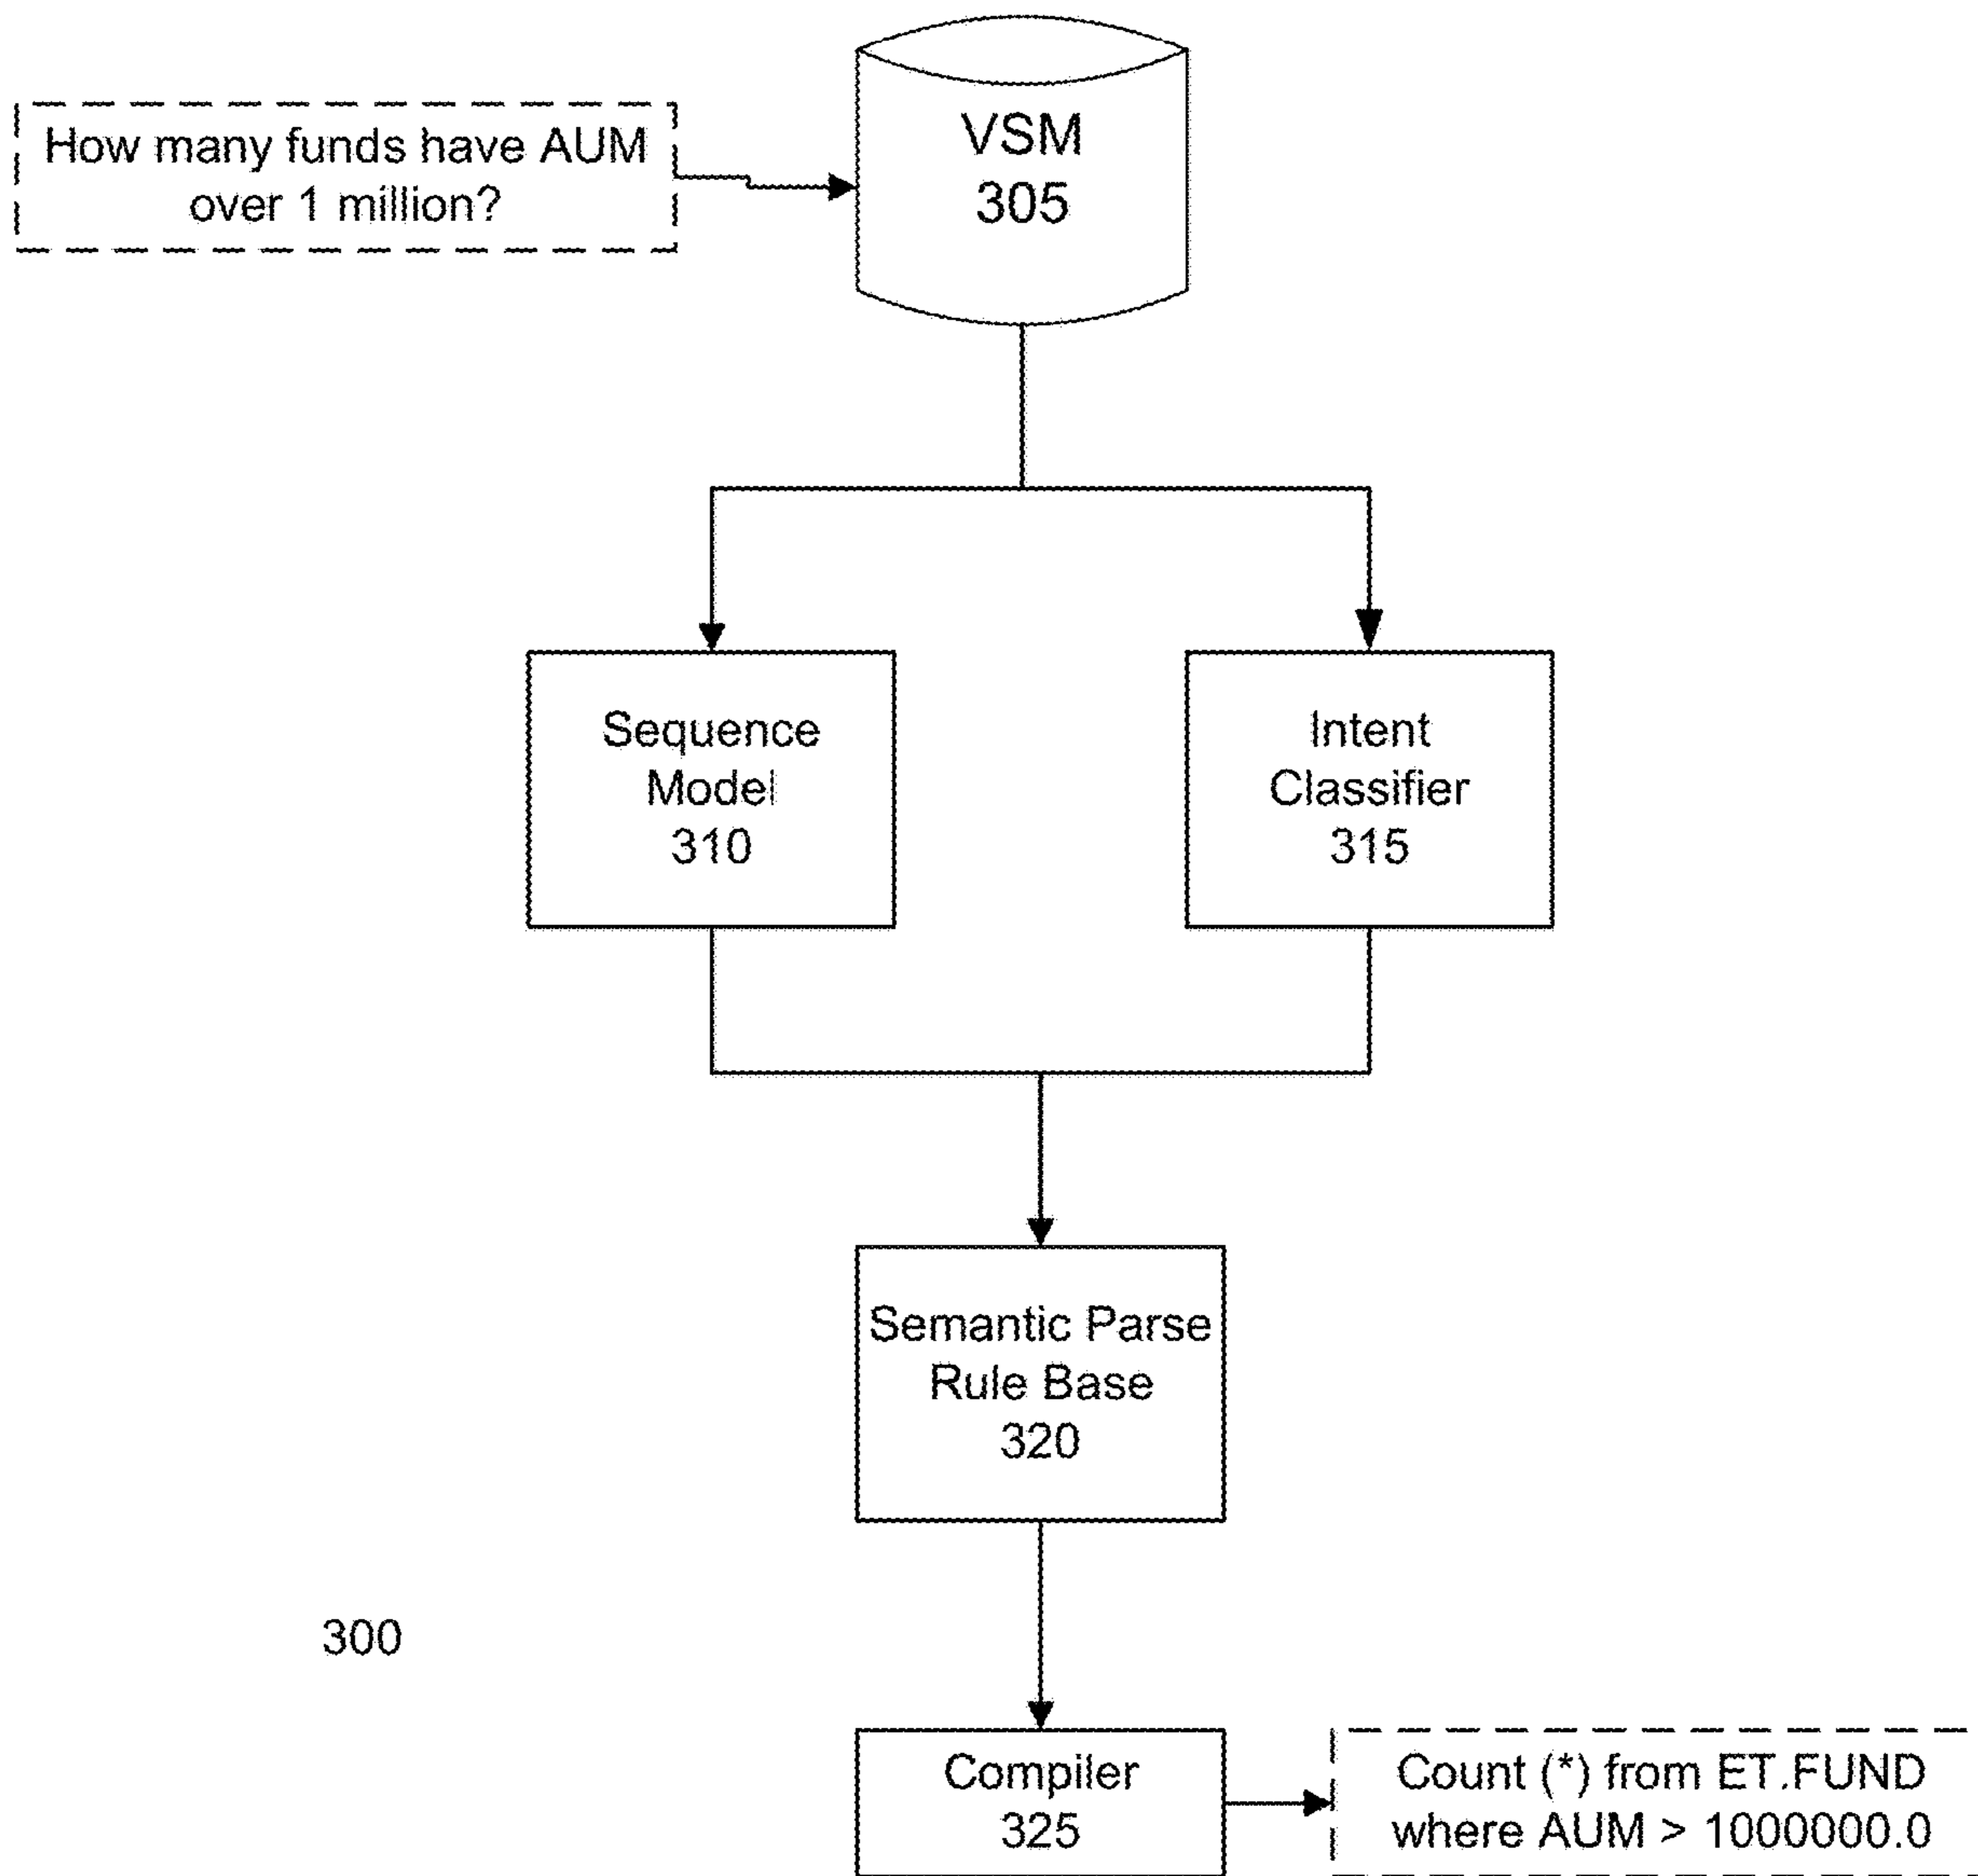 How many funds have AUM
over 1 million?
VSM
305
Sequence
Model
310
Intent
Classifier
315
Semantic Parse
Rule Base
320
300
Compiler
325
Count (*) from ET.FUND
where AUM > 1000000.0